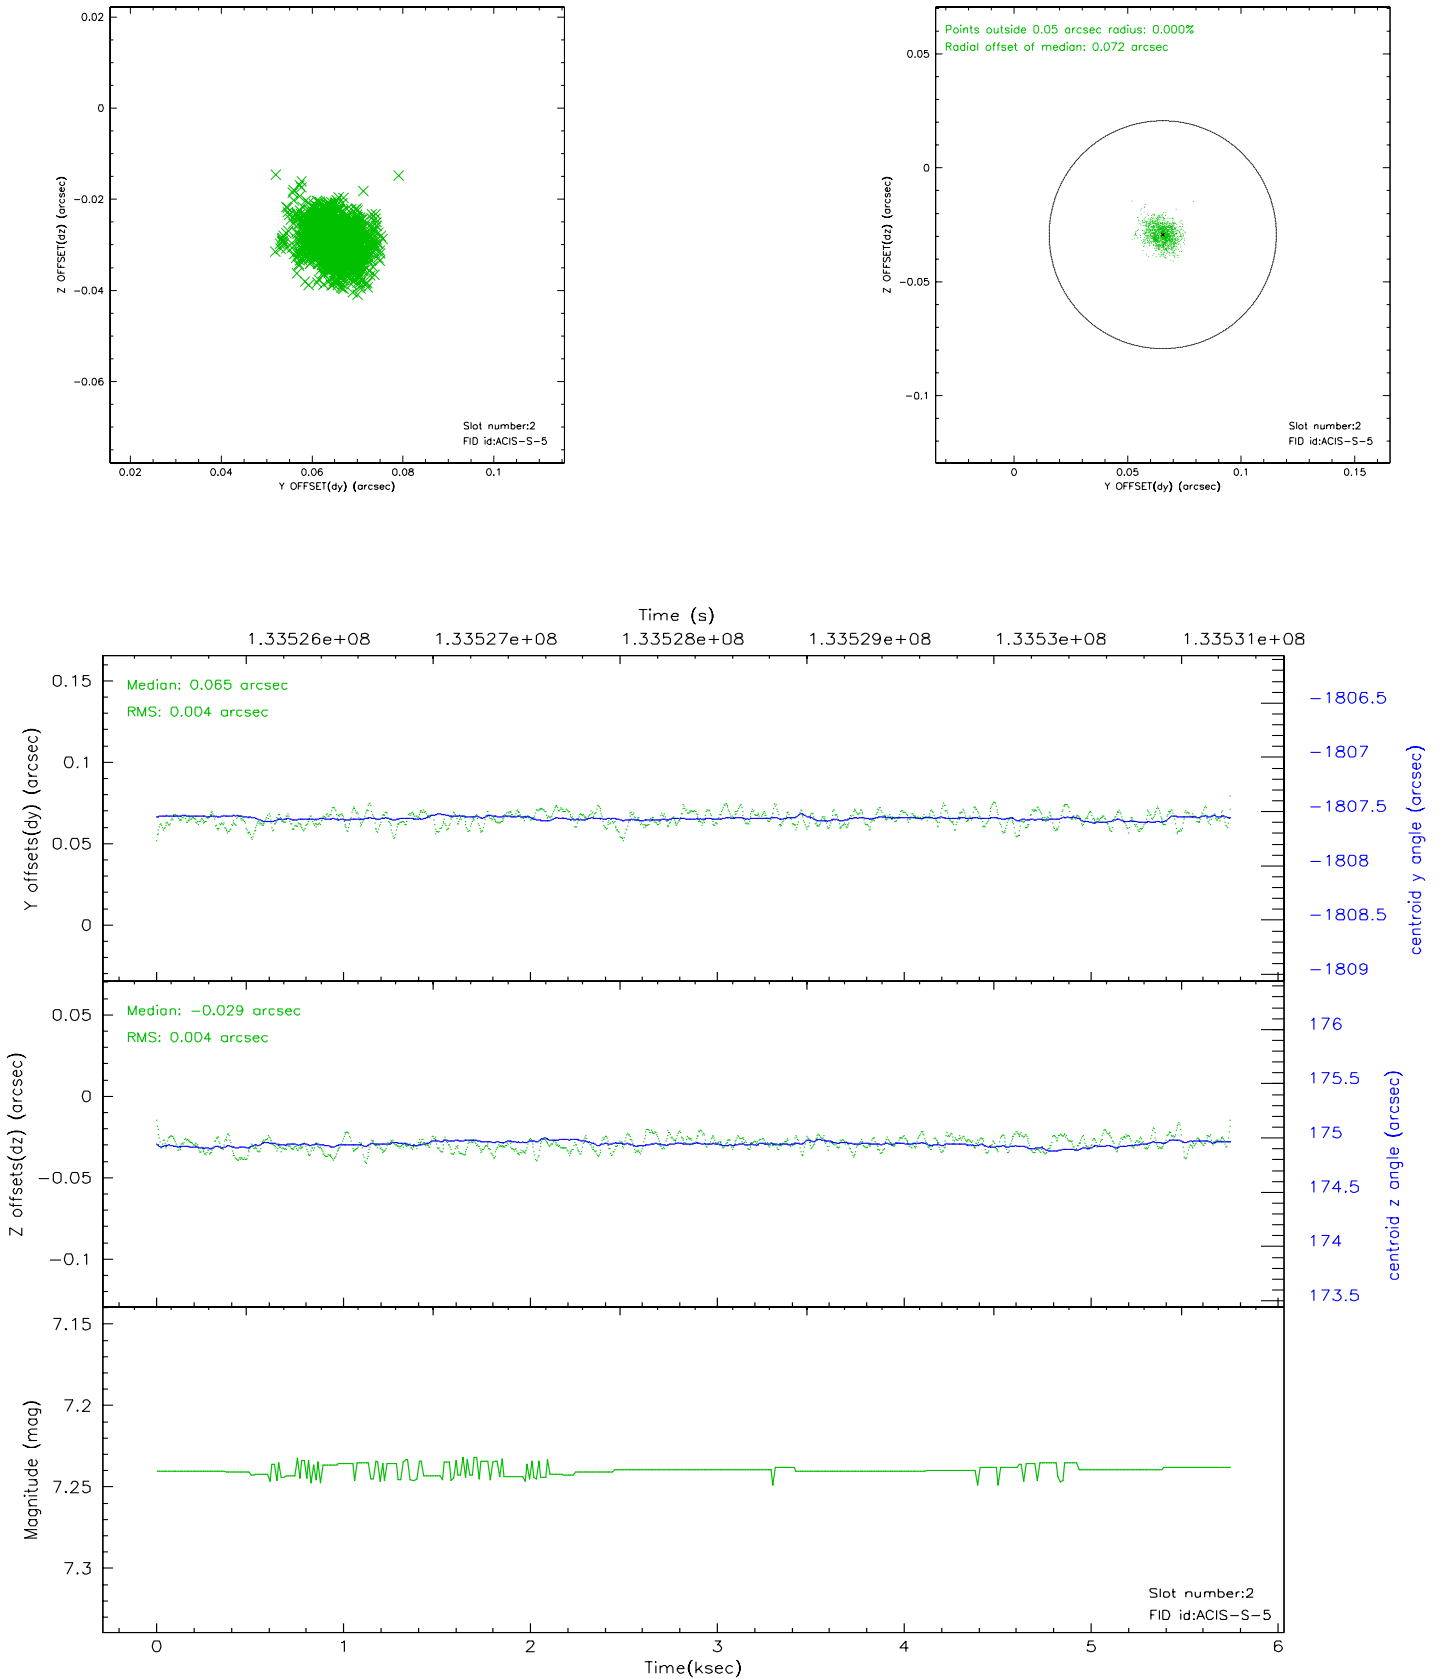 0.02
0
-0.02
-0.04
-0.06
Z OFFSET(dz) (arcsec)
0.02 0.04 0.06 0.08 0.1
Y OFFSET(dy) (arcsec)
Slot number:2
FID id:ACIS-S-5
Points outside 0.05 arcsec radius: 0.000%
Radial offset of median: 0.072 arcsec
0.05
0
-0.05
-0.1
Z OFFSET(dz) (arcsec)
0 0.05 0.1 0.15
Y OFFSET(dy) (arcsec)
Slot number:2
FID id:ACIS-S-5
Time (s)
1.33526e+08 1.33527e+08 1.33528e+08 1.33529e+08 1.3353e+08 1.33531e+08
Median: 0.065 arcsec
RMS: 0.004 arcsec
0.15
0.1
0.05
0
Y offsets(dy) (arcsec)
-1806.5
-1807
-1807.5
-1808
-1808.5
-1809
centroid y angle (arcsec)
Median: -0.029 arcsec
RMS: 0.004 arcsec
0.05
0
-0.05
-0.1
Z offsets(dz) (arcsec)
176
175.5
175
174.5
174
173.5
centroid z angle (arcsec)
7.15
7.2
7.25
7.3
Magnitude (mag)
Slot number:2
FID id:ACIS-S-5
0 1 2 3 4 5 6
Time(ksec)